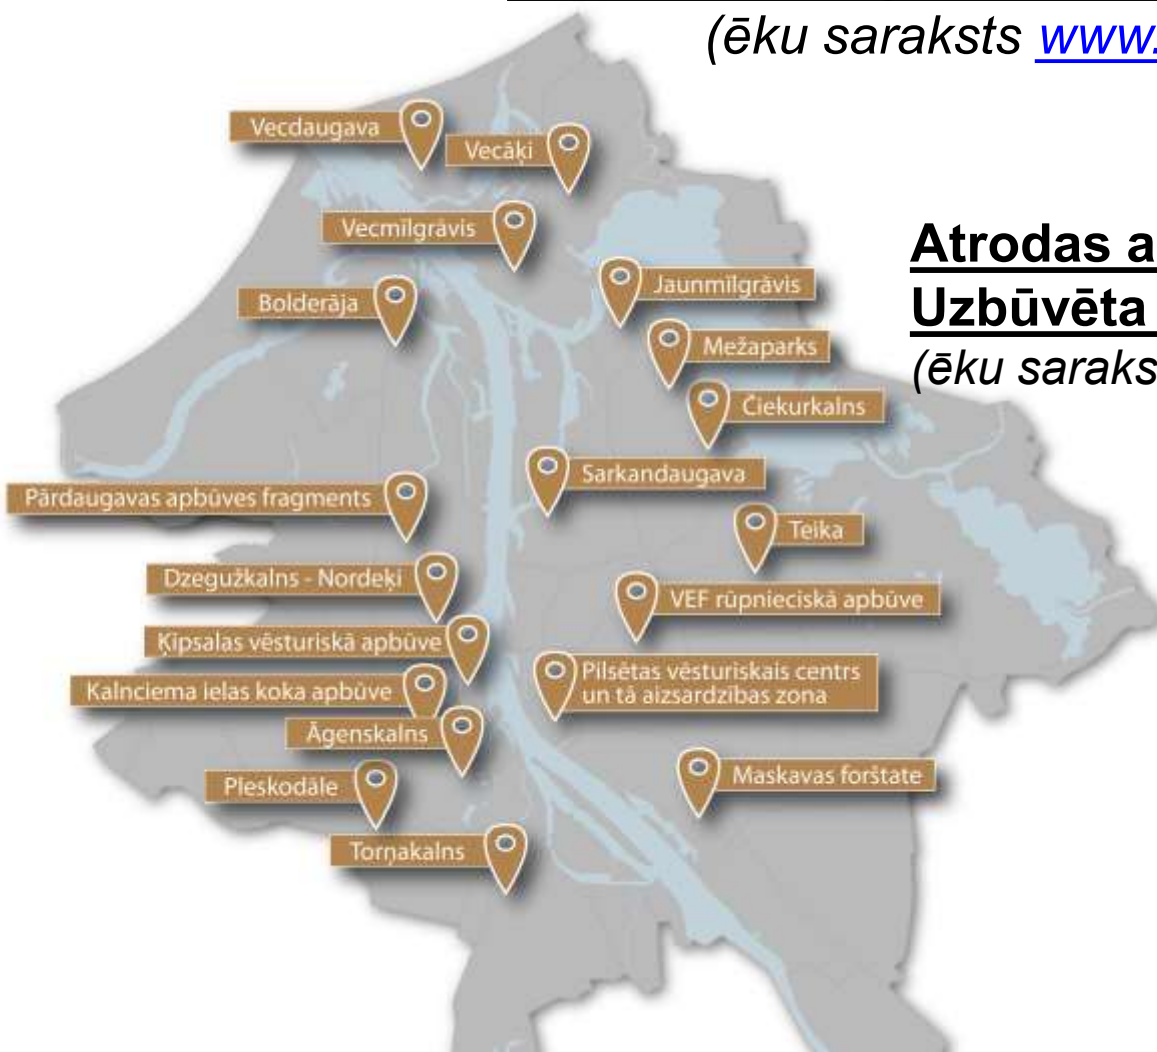 (ēku saraksts www.
Vecdaugava
Vecāķi
Vecmīlgrāvis
Atrodas a
Jaunmīlgrāvis
Bolderāja
Uzbūvēta
Mežaparks
(ēku saraks
Čiekurkalns
Sarkandaugava
Pārdaugavas apbūves fragments
Teika
Dzegužkalns - Nordeķi
VEF rūpnieciskā apbūve
Ķīpsalas vēsturiskā apbūve
Pilsētas vēsturiskais centrs
un tā aizsardzības zona
Kalnciema ielas koka apbūve
Āgenskalns
Maskavas forštate
Pleskodāle
Torņakalns